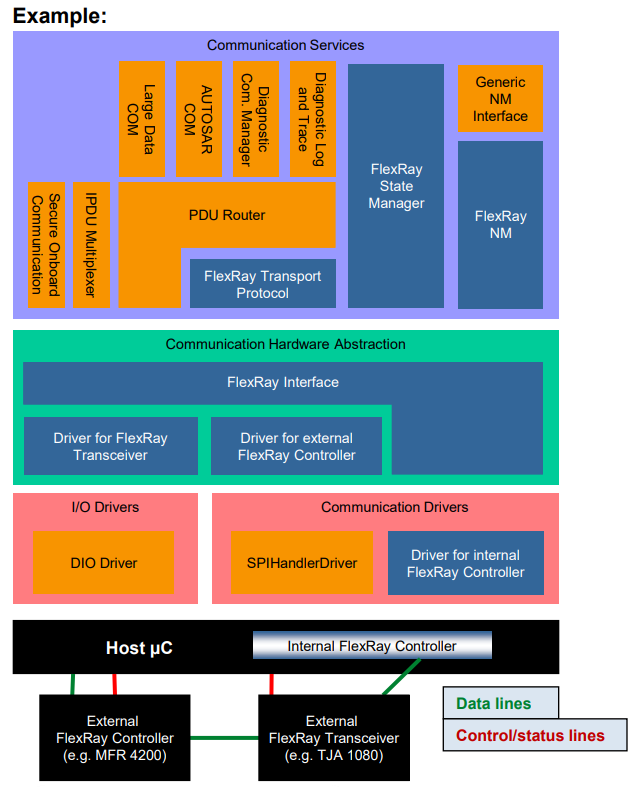 Example:
Communication Services
Large Data
COM
AUTOSAR
COM
Diagnostic
Com. Manager
Diagnostic Log
and Trace
FlexRay
State
Manager
Generic
NM
Interface
Secure Onboard
Communication
IPDU Multiplexer
PDU Router
FlexRay Transport
Protocol
FlexRay
NM
Communication Hardware Abstraction
FlexRay Interface
Driver for FlexRay
Transceiver
Driver for external
FlexRay Controller
I/O Drivers
Communication Drivers
DIO Driver
SPIHandlerDriver
Driver for internal
FlexRay Controller
Host µC
Internal FlexRay Controller
External
FlexRay Controller
(e.g. MFR 4200)
External
FlexRay Transceiver
(e.g. TJA 1080)
Data lines
Control/status lines